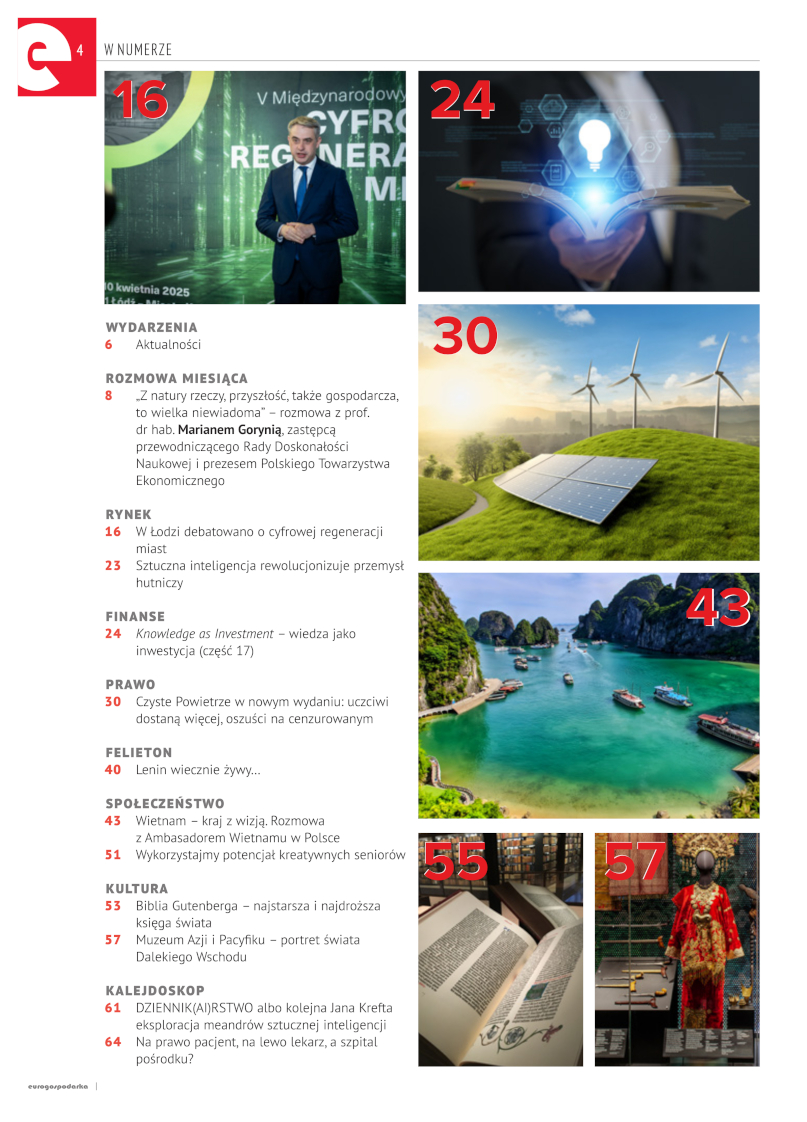 4
W NUMERZE
16
V Międzynarodowy
CYFRO
REG NERA
MI
10 kwietnia 2025
24
30
43
55
57
WYDARZENIA
6 Aktualności
ROZMOWA MIESIĄCA
8 „Z natury rzeczy, przyszłość, także gospodarcza,
to wielka niewiadoma” – rozmowa z prof.
dr hab. Marianem Gorynią, zastępcą
przewodniczącego Rady Doskonałości
Naukowej i prezesem Polskiego Towarzystwa
Ekonomicznego
RYNEK
16 W Łodzi debatowano o cyfrowej regeneracji
miast
23 Sztuczna inteligencja rewolucjonizuje przemysł
hutniczy
FINANSE
24 Knowledge as Investment – wiedza jako
inwestycja (część 17)
PRAWO
30 Czyste Powietrze w nowym wydaniu: uczciwi
dostaną więcej, oszuści na cenzurowanym
FELIETON
40 Lenin wiecznie żywy...
SPOŁECZEŃSTWO
43 Wietnam – kraj z wizją. Rozmowa
z Ambasadorem Wietnamu w Polsce
51 Wykorzystajmy potencjał kreatywnych seniorów
KULTURA
53 Biblia Gutenberga – najstarsza i najdroższa
księga świata
57 Muzeum Azji i Pacyfiku – portret świata
Dalekiego Wschodu
KALEJDOSKOP
61 DZIENNIK(AI)RSTWO albo kolejna Jana Krefta
eksploracja meandrów sztucznej inteligencji
64 Na prawo pacjent, na lewo lekarz, a szpital
pośrodku?
eurogospodarka |